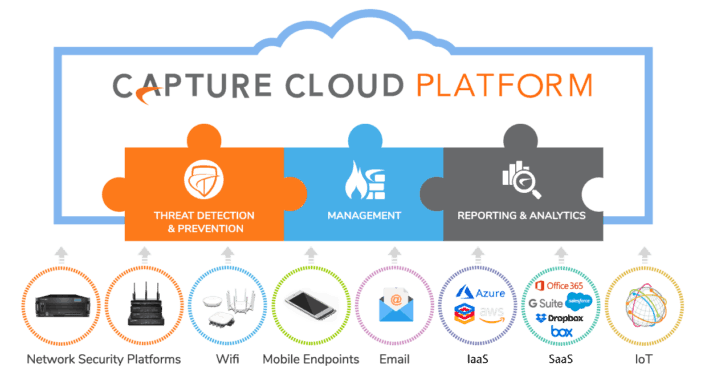 CAPTURE CLOUD PLATFORM
THREAT DETECTION
& PREVENTION
MANAGEMENT
REPORTING & ANALYTICS
@
Azure
aws
Office 365
G Suite
salesforce
Dropbox
box
Network Security Platforms
Wifi
Mobile Endpoints
Email
IaaS
SaaS
IoT